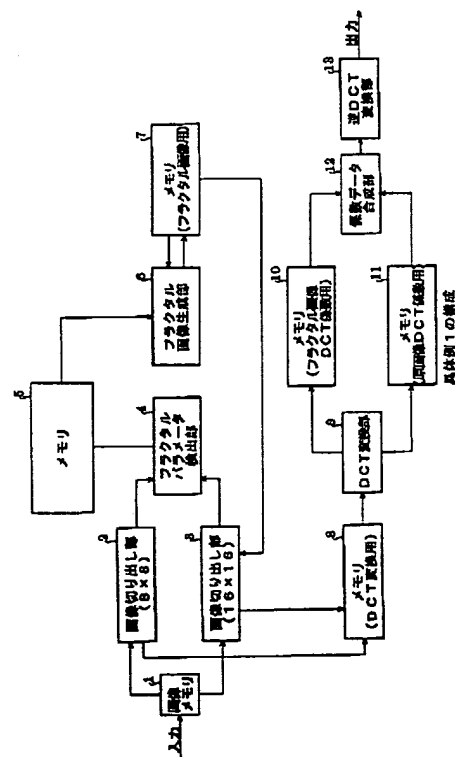 入力
1
画像
メモリ
2
画像切り出し部
(8×8)
3
画像切り出し部
(16×16)
4
フラクタル
パラメータ
検出部
5
メモリ
6
フラクタル
画像生成部
7
メモリ
(フラクタル画像用)
8
メモリ
(DCT変換用)
9
DCT変換部
10
メモリ
(フラクタル画像
DCT係数用)
11
メモリ
DCT係数用)
12
係数データ
合成部
13
逆DCT
変換部
出力
具体例1の構成